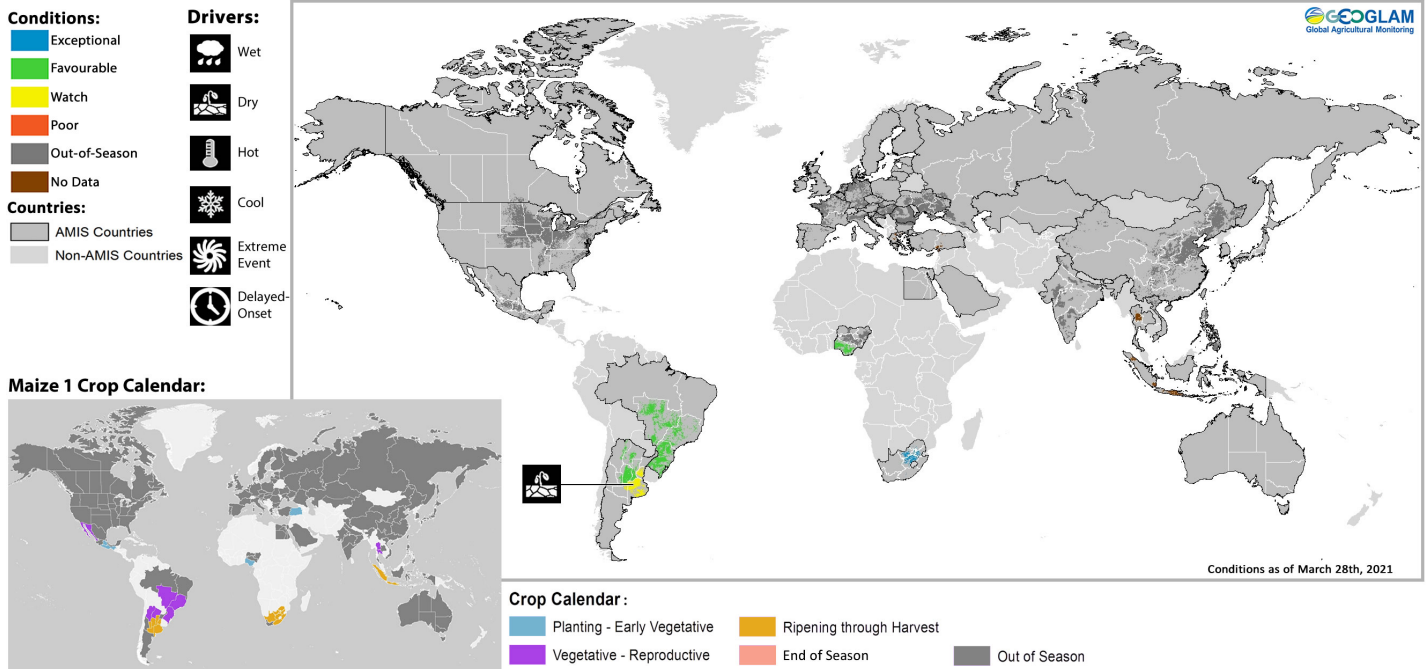 Conditions:
Exceptional
Favourable
Watch
Poor
Out-of-Season
No Data
Countries:
AMIS Countries
Non-AMIS Countries
Drivers:
Wet
Dry
Hot
Cool
Extreme
Event
Delayed-
Onset
GEOGLAM
Global Agricultural Monitoring
Conditions as of March 28th, 2021
Maize 1 Crop Calendar:
Crop Calendar :
Planting - Early Vegetative
Ripening through Harvest
Vegetative - Reproductive
End of Season
Out of Season